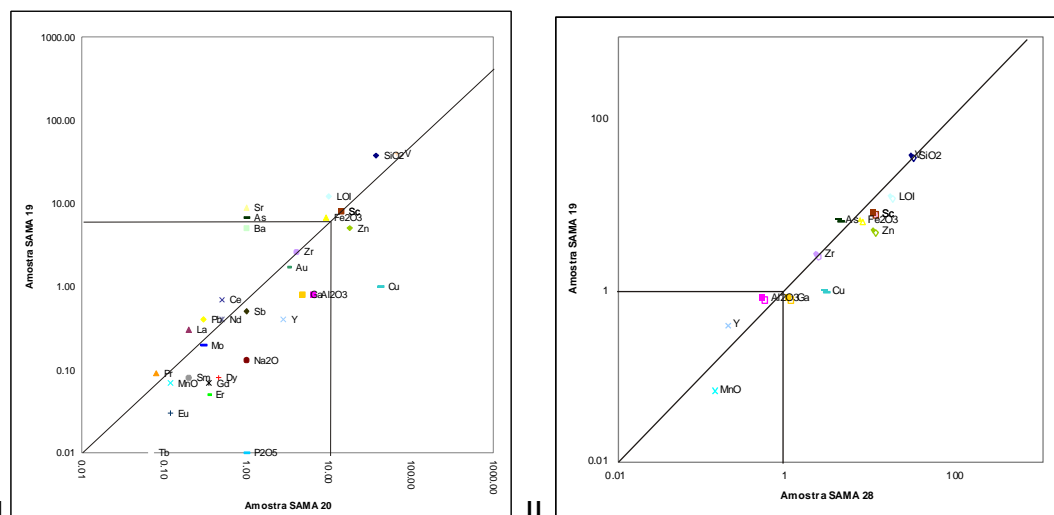 1000.00
100.00
10.00
1.00
0.10
0.01
Amostra SAMA 19
SiO2 V
LOI
Sr
Sc
As
Fe2O3
Ba
Zn
Zr
Au
Cu
Ce
Ga Al2O3
Pb Nd
Sb
Y
La
Mo
Na2O
Pr
Sm
Dy
MnO
Gd
Er
Eu
Tb
P2O5
0.01
0.10
1.00
10.00
100.00
1000.00
Amostra SAMA 20
II
100
1
0.01
Amostra SAMA 19
V SiO2
LOI
Sc
As Fe2O3
Zn
Zr
Cu
Al2O3 Ga
Y
MnO
0.01 1 100
Amostra SAMA 28